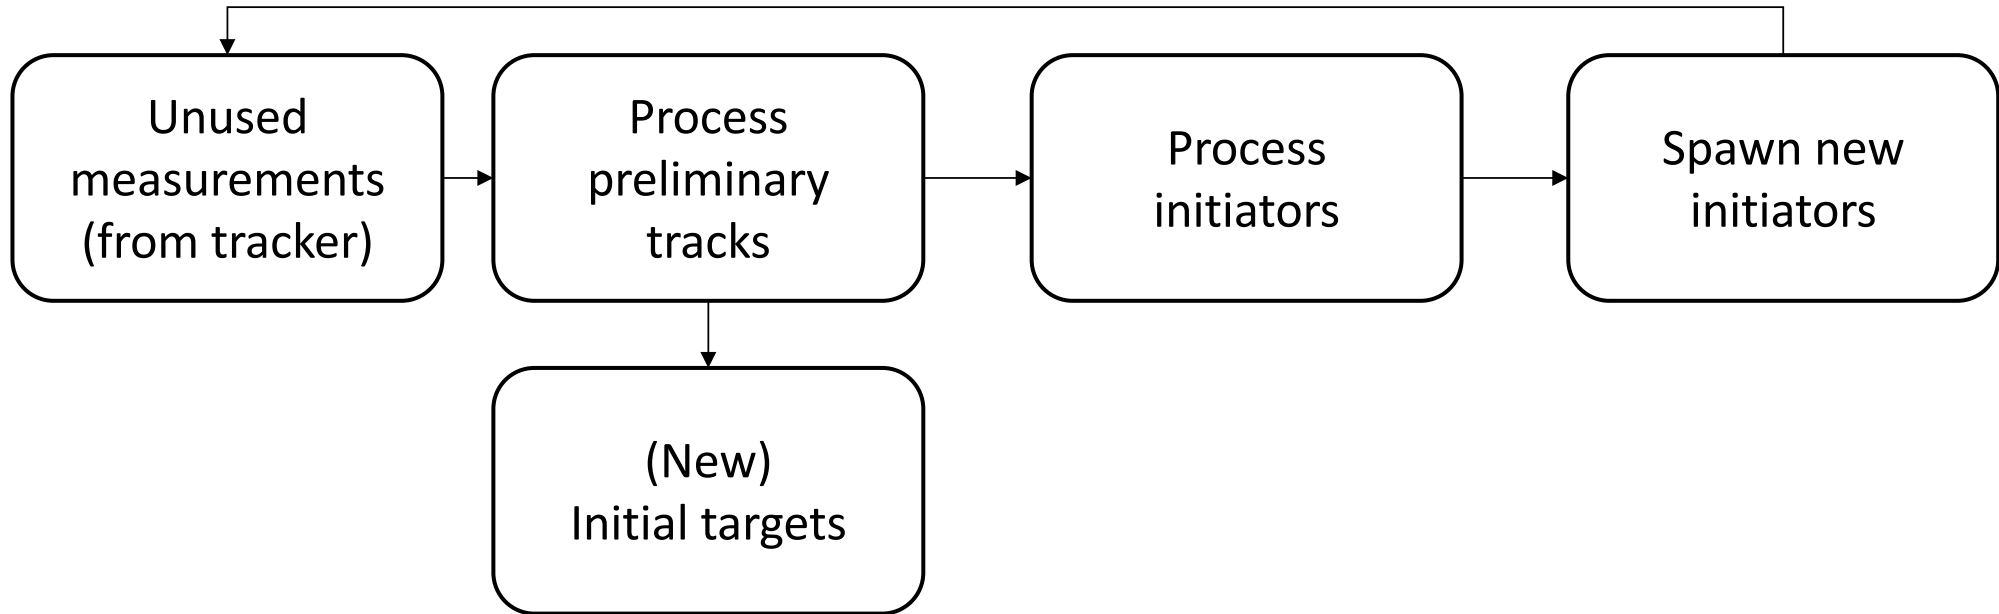 Unused
measurements
(from tracker)
Process
preliminary
tracks
Process
initiators
Spawn new
initiators
(New)
Initial targets